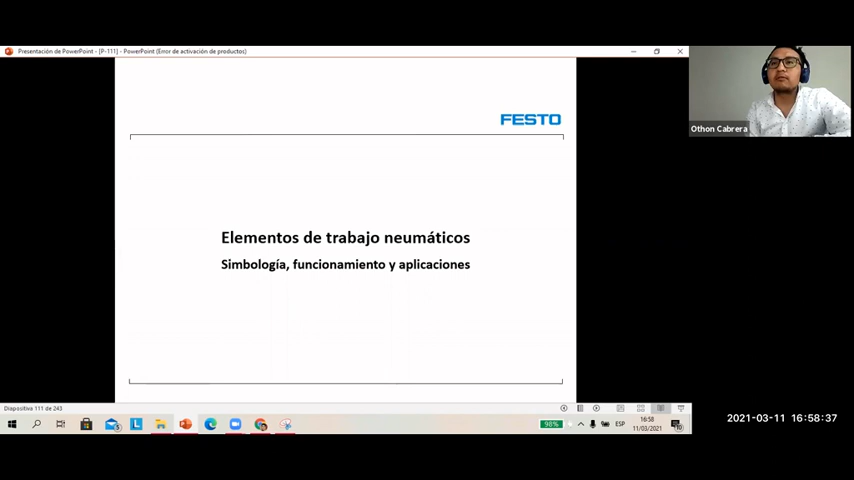 Presentación de PowerPoint - [P-111] - PowerPoint (Error de activación de productos)
FESTO
Othon Cabrera
Elementos de trabajo neumáticos
Simbología, funcionamiento y aplicaciones
Diapositiva 111 de 243
98%
ESP
16:58
11/03/2021
2021-03-11 16:58:37